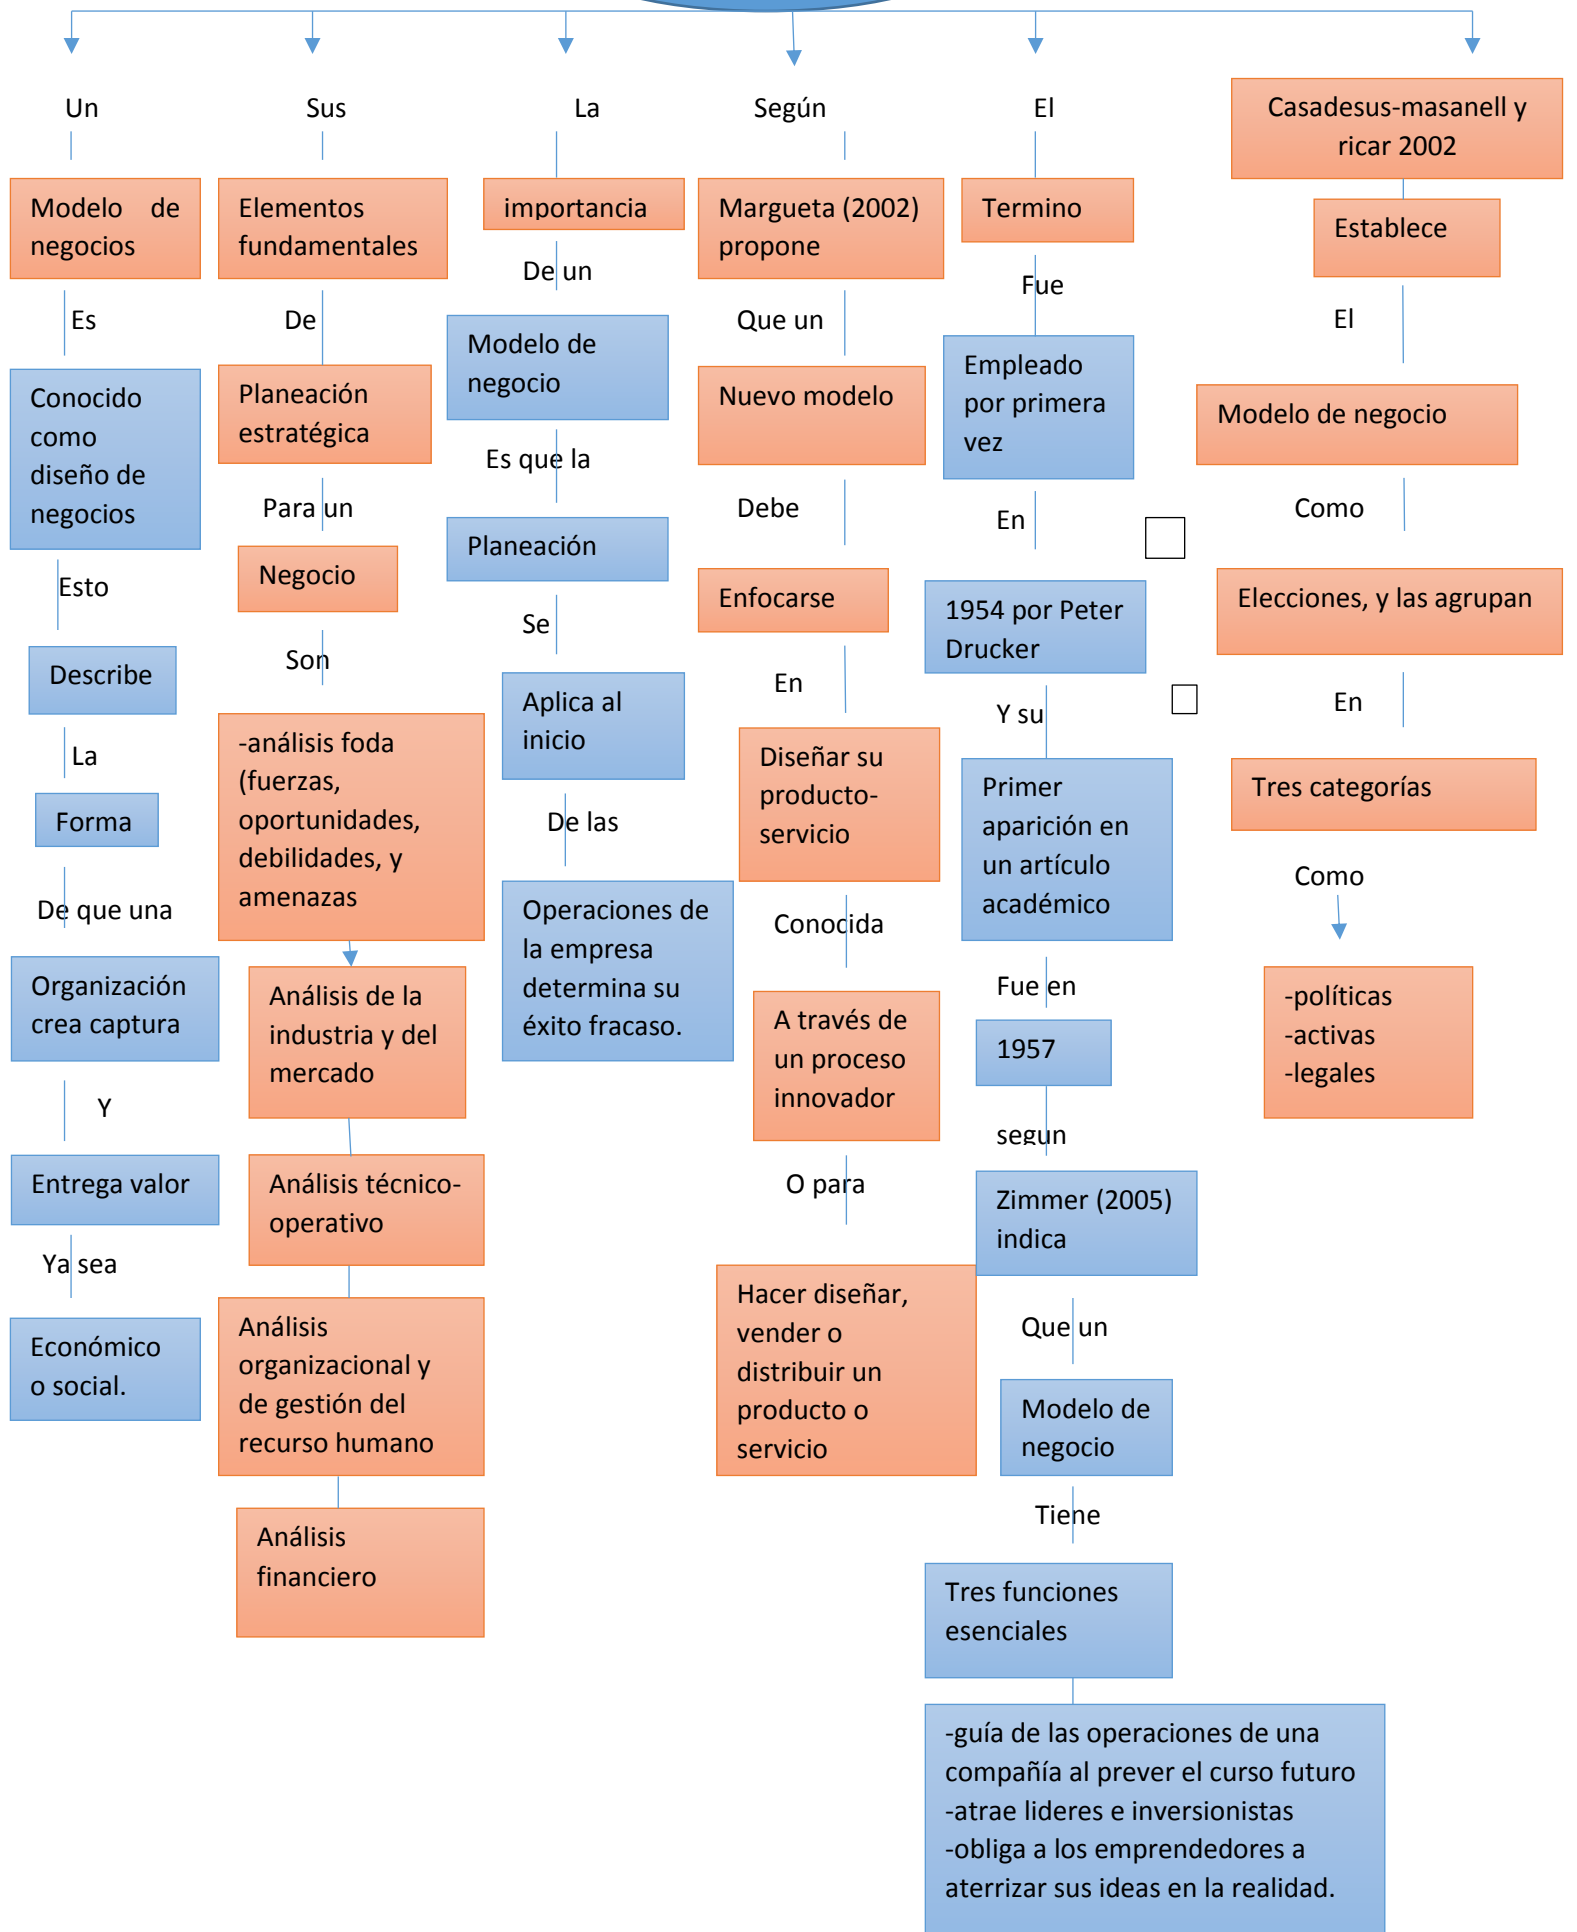 Un
Modelo de
negocios
Es
Conocido
como
diseño de
negocios
Esto
Describe
La
Forma
De que una
Organización
crea captura
Y
Entrega valor
Ya sea
Económico
o social.
Sus
Elementos
fundamentales
De
Planeación
estratégica
Para un
Negocio
Son
-análisis foda
(fuerzas,
oportunidades,
debilidades, y
amenazas
Análisis de la
industria y del
mercado
Análisis técnico-
operativo
Análisis
organizacional y
de gestión del
recurso humano
Análisis
financiero
La
importancia
De un
Modelo de
negocio
Es que la
Planeación
Se
Aplica al
inicio
De las
Operaciones de
la empresa
determina su
éxito fracaso.
Según
Margueta (2002)
propone
Que un
Nuevo modelo
Debe
Enfocarse
En
Diseñar su
producto-
servicio
Conocida
A través de
un proceso
innovador
O para
Hacer diseñar,
vender o
distribuir un
producto o
servicio
El
Termino
Fue
Empleado
por primera
vez
En
1954 por Peter
Drucker
Y su
Primer
aparición en
un artículo
académico
Fue en
1957
segun
Zimmer (2005)
indica
Que un
Modelo de
negocio
Tiene
Tres funciones
esenciales
-guía de las operaciones de una
compañía al prever el curso futuro
-atrae lideres e inversionistas
-obliga a los emprendedores a
aterrizar sus ideas en la realidad.
Casadesus-masanell y
ricar 2002
Establece
El
Modelo de negocio
Como
Elecciones, y las agrupan
En
Tres categorías
Como
-políticas
-activas
-legales